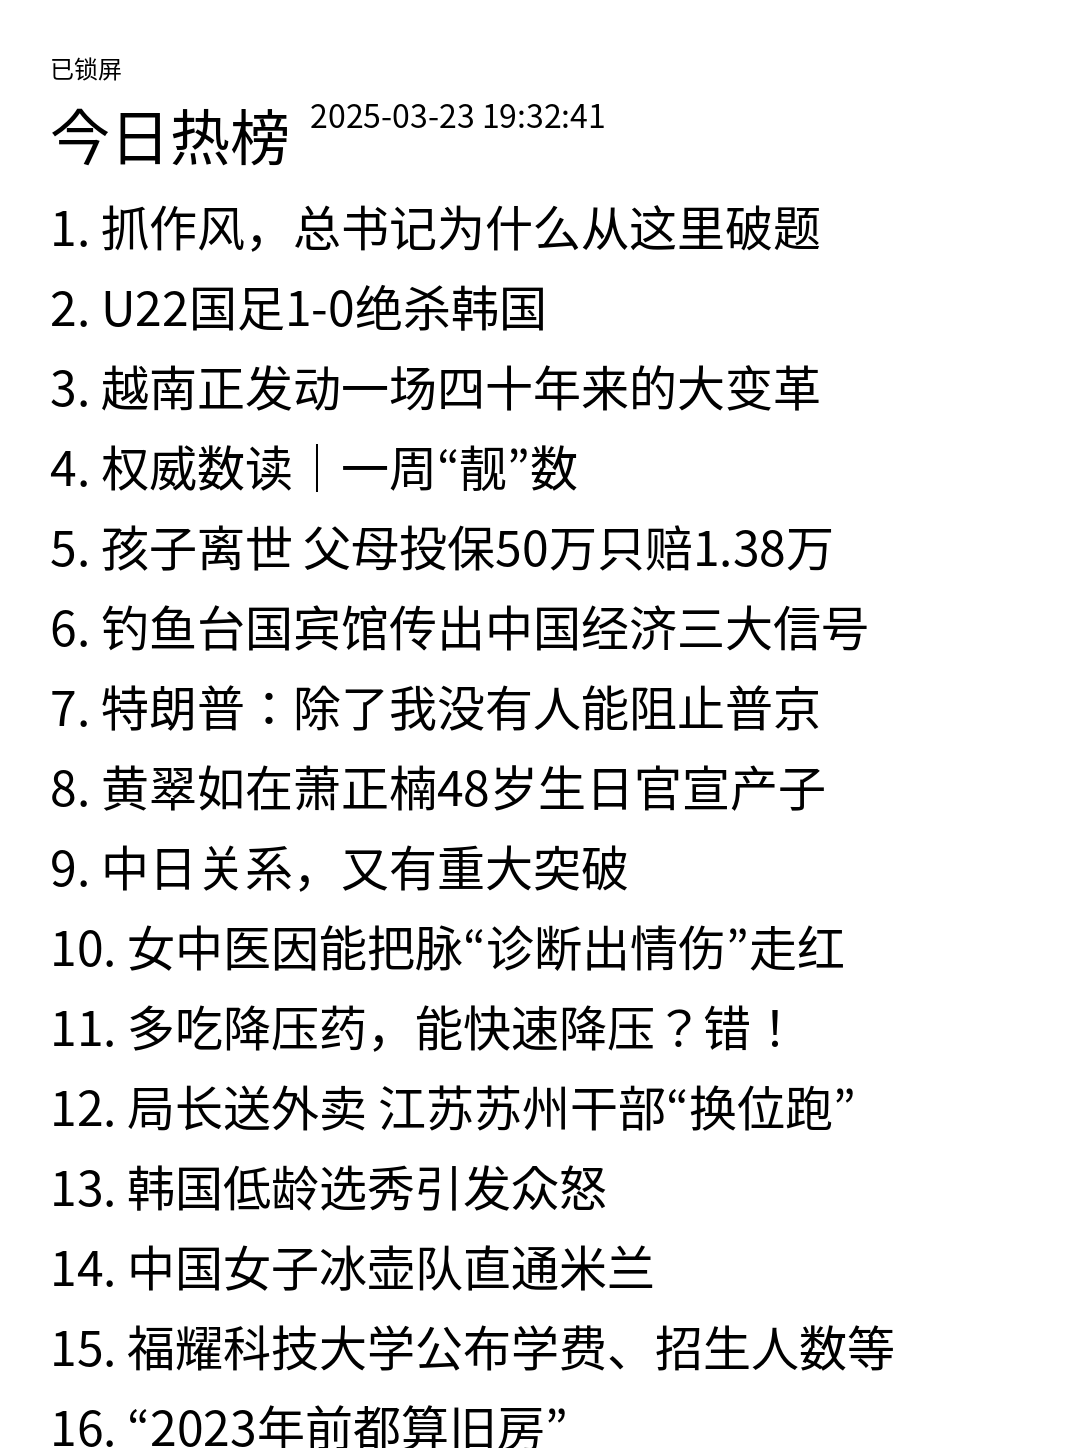 已锁屏
今日热榜 2025-03-23 19:32:41
1. 抓作风，总书记为什么从这里破题
2. U22国足1-0绝杀韩国
3. 越南正发动一场四十年来的大变革
4. 权威数读｜一周“靓”数
5. 孩子离世 父母投保50万只赔1.38万
6. 钓鱼台国宾馆传出中国经济三大信号
7. 特朗普：除了我没有人能阻止普京
8. 黄翠如在萧正楠48岁生日官宣产子
9. 中日关系，又有重大突破
10. 女中医因能把脉“诊断出情伤”走红
11. 多吃降压药，能快速降压？错！
12. 局长送外卖 江苏苏州干部“换位跑”
13. 韩国低龄选秀引发众怒
14. 中国女子冰壶队直通米兰
15. 福耀科技大学公布学费、招生人数等
16. “2023年前都算旧房”